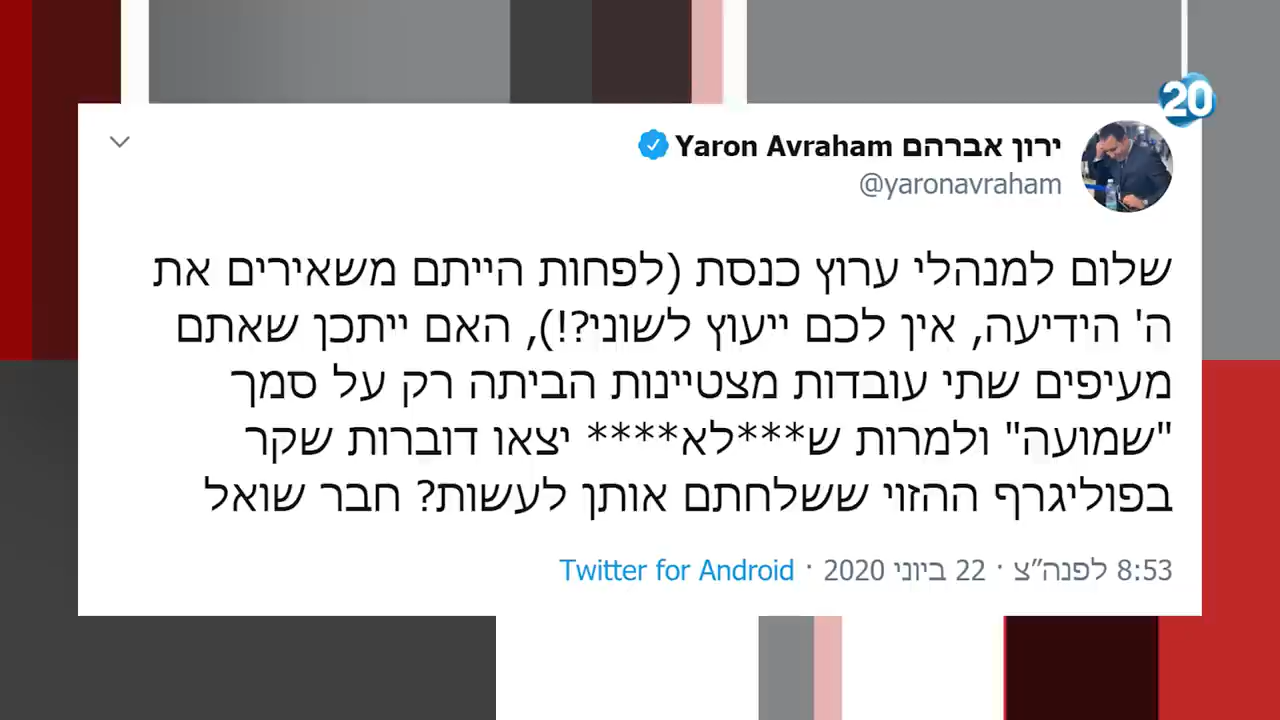 20
ירון אברהם Yaron Avraham
@yaronavraham
שלום למנהלי ערוץ כנסת (לפחות הייתם משאירים את
ה' הידיעה, אין לכם ייעוץ לשוני?!), האם ייתכן שאתם
מעיפים שתי עובדות מצטיינות הביתה רק על סמך
"שמועה" ולמרות ש***לא**** יצאו דוברות שקר
בפוליגרף ההזוי ששלחתם אותן לעשות? חבר שואל
8:53 לפנה”צ · 22 ביוני 2020 · Twitter for Android